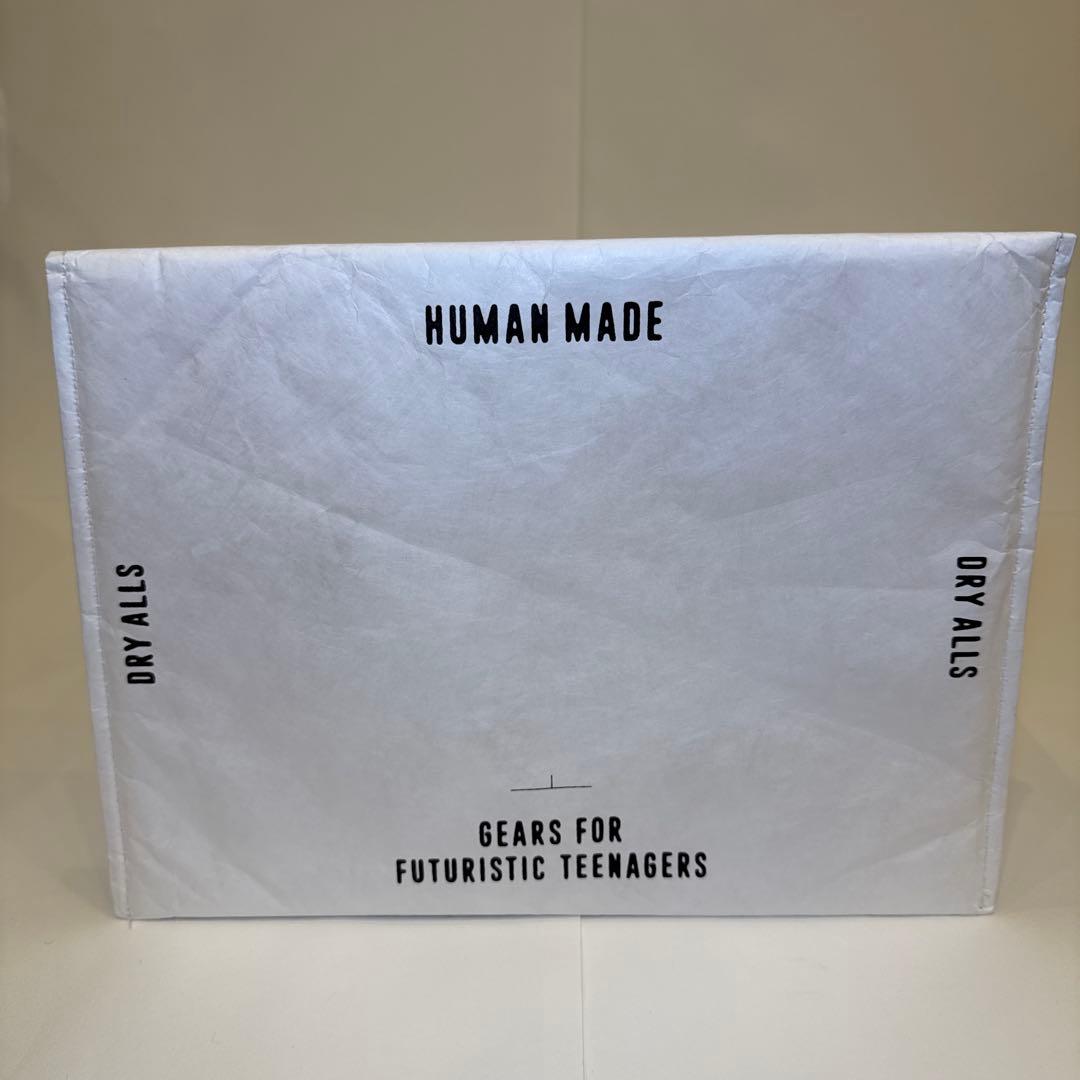 HUMAN MADE
DRY ALLS
DRY ALLS
GEARS FOR
FUTURISTIC TEENAGERS